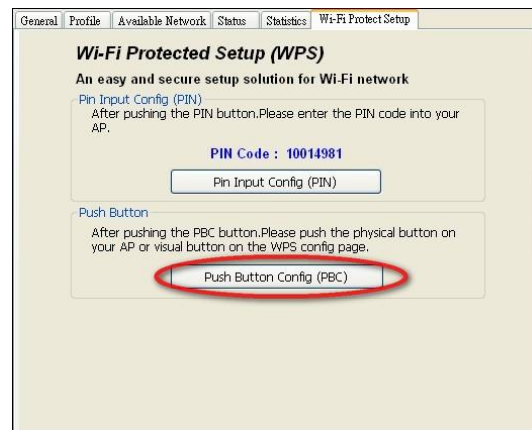 General Profile Available Network Status Statistics Wi-Fi Protect Setup
Wi-Fi Protected Setup (WPS)
An easy and secure setup solution for Wi-Fi network
Pin Input Config (PIN)
After pushing the PIN button.Please enter the PIN code into your
AP.
PIN Code : 10014981
Pin Input Config (PIN)
Push Button
After pushing the PBC button.Please push the physical button on
your AP or visual button on the WPS config page.
Push Button Config (PBC)